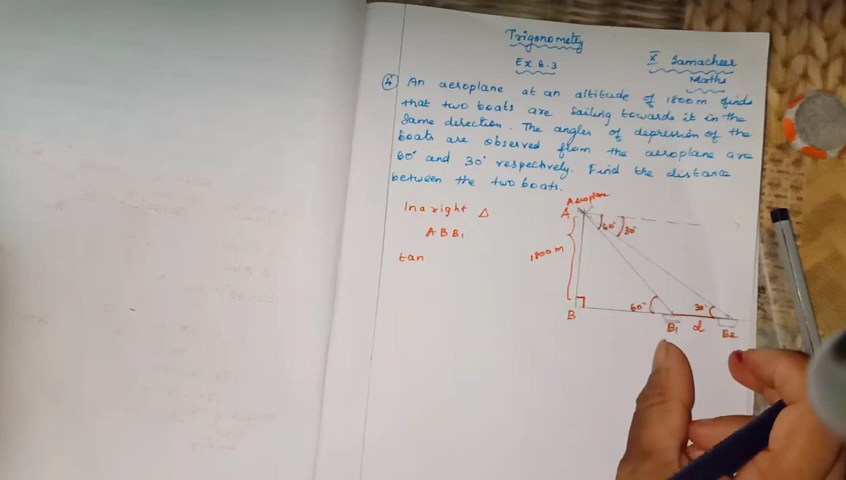 Trigonometry
Ex 6.3
X Samacheer
Maths
4 An aeroplane at an altitude of 1800m finds
that two boats are sailing towards it in the
same direction. The angles of depression of the
boats are observed from the aeroplane are
60° and 30° respectively. Find the distance
between the two boats.
In a right △
ABB1
tan
Aeroplane
A
60° 30°
1800m
60° 30°
B B1 d B2